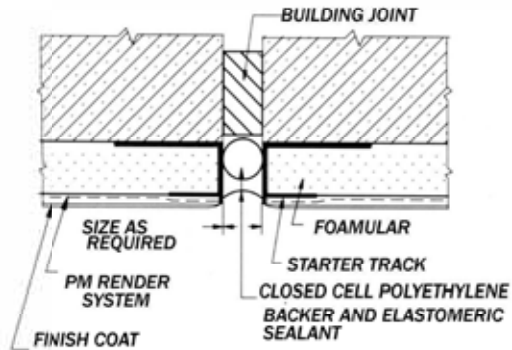 BUILDING JOINT
SIZE AS
REQUIRED
FOAMULAR
STARTER TRACK
PM RENDER
SYSTEM
CLOSED CELL POLYETHYLENE
BACKER AND ELASTOMERIC
SEALANT
FINISH COAT